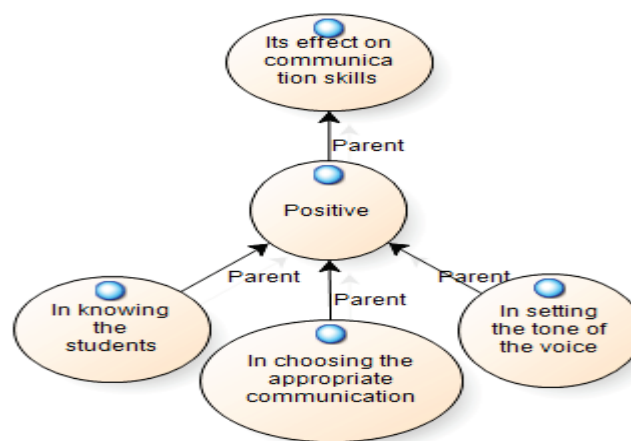 Its effect on
communica
tion skills
Parent
Positive
Parent
Parent
Parent
In knowing
the
students
In choosing the
appropriate
communication
In setting
the tone of
the voice